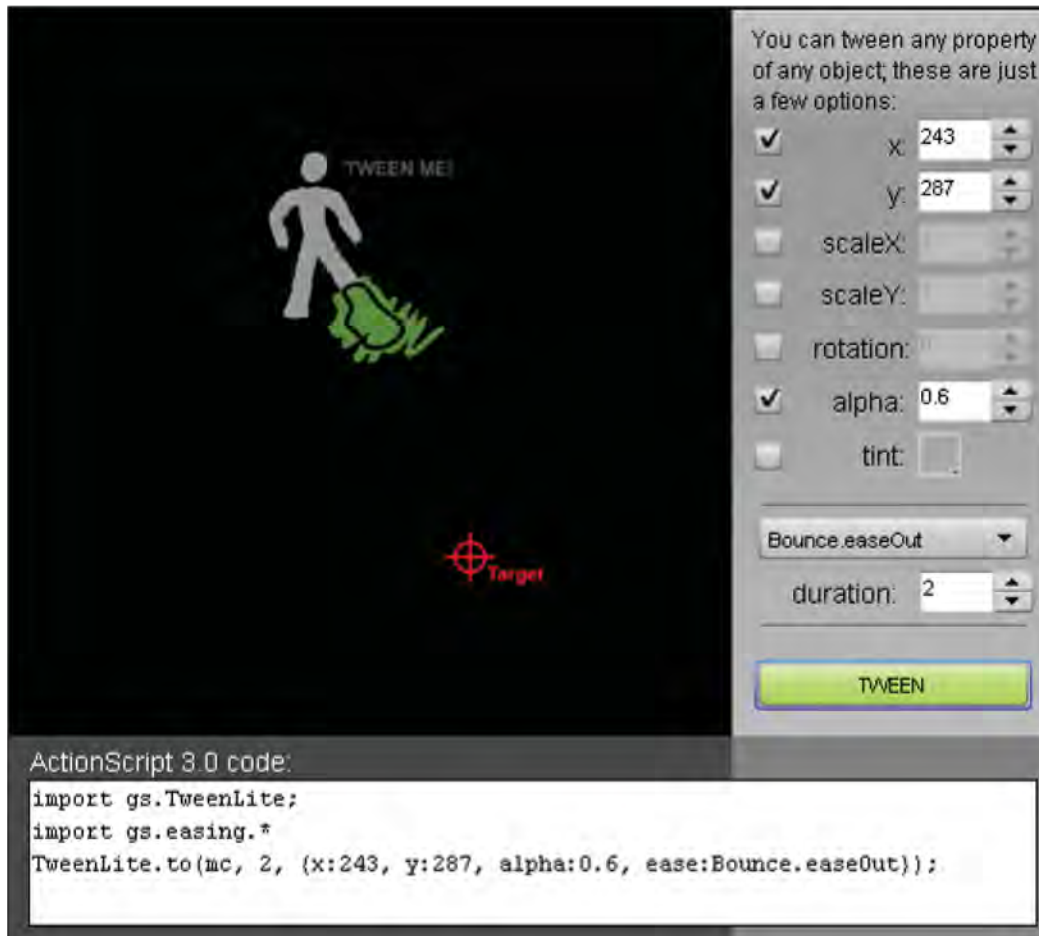 You can tween any property
of any object; these are just
a few options:
x: 243
y: 287
scaleX:
scaleY:
rotation:
alpha: 0.6
tint:
Bounce.easeOut
duration: 2
TWEEN
TWEEN ME!
Target
ActionScript 3.0 code:
import gs.TweenLite;
import gs.easing.*
TweenLite.to(mc, 2, {x:243, y:287, alpha:0.6, ease:Bounce.easeOut});